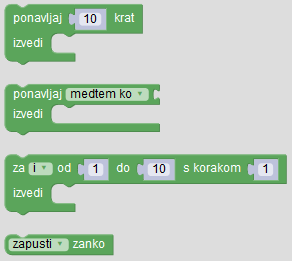 ponavljaj 10 krat
izvedi
ponavljaj medtem ko
izvedi
za i od 1 do 10 s korakom 1
izvedi
zapusti zanko